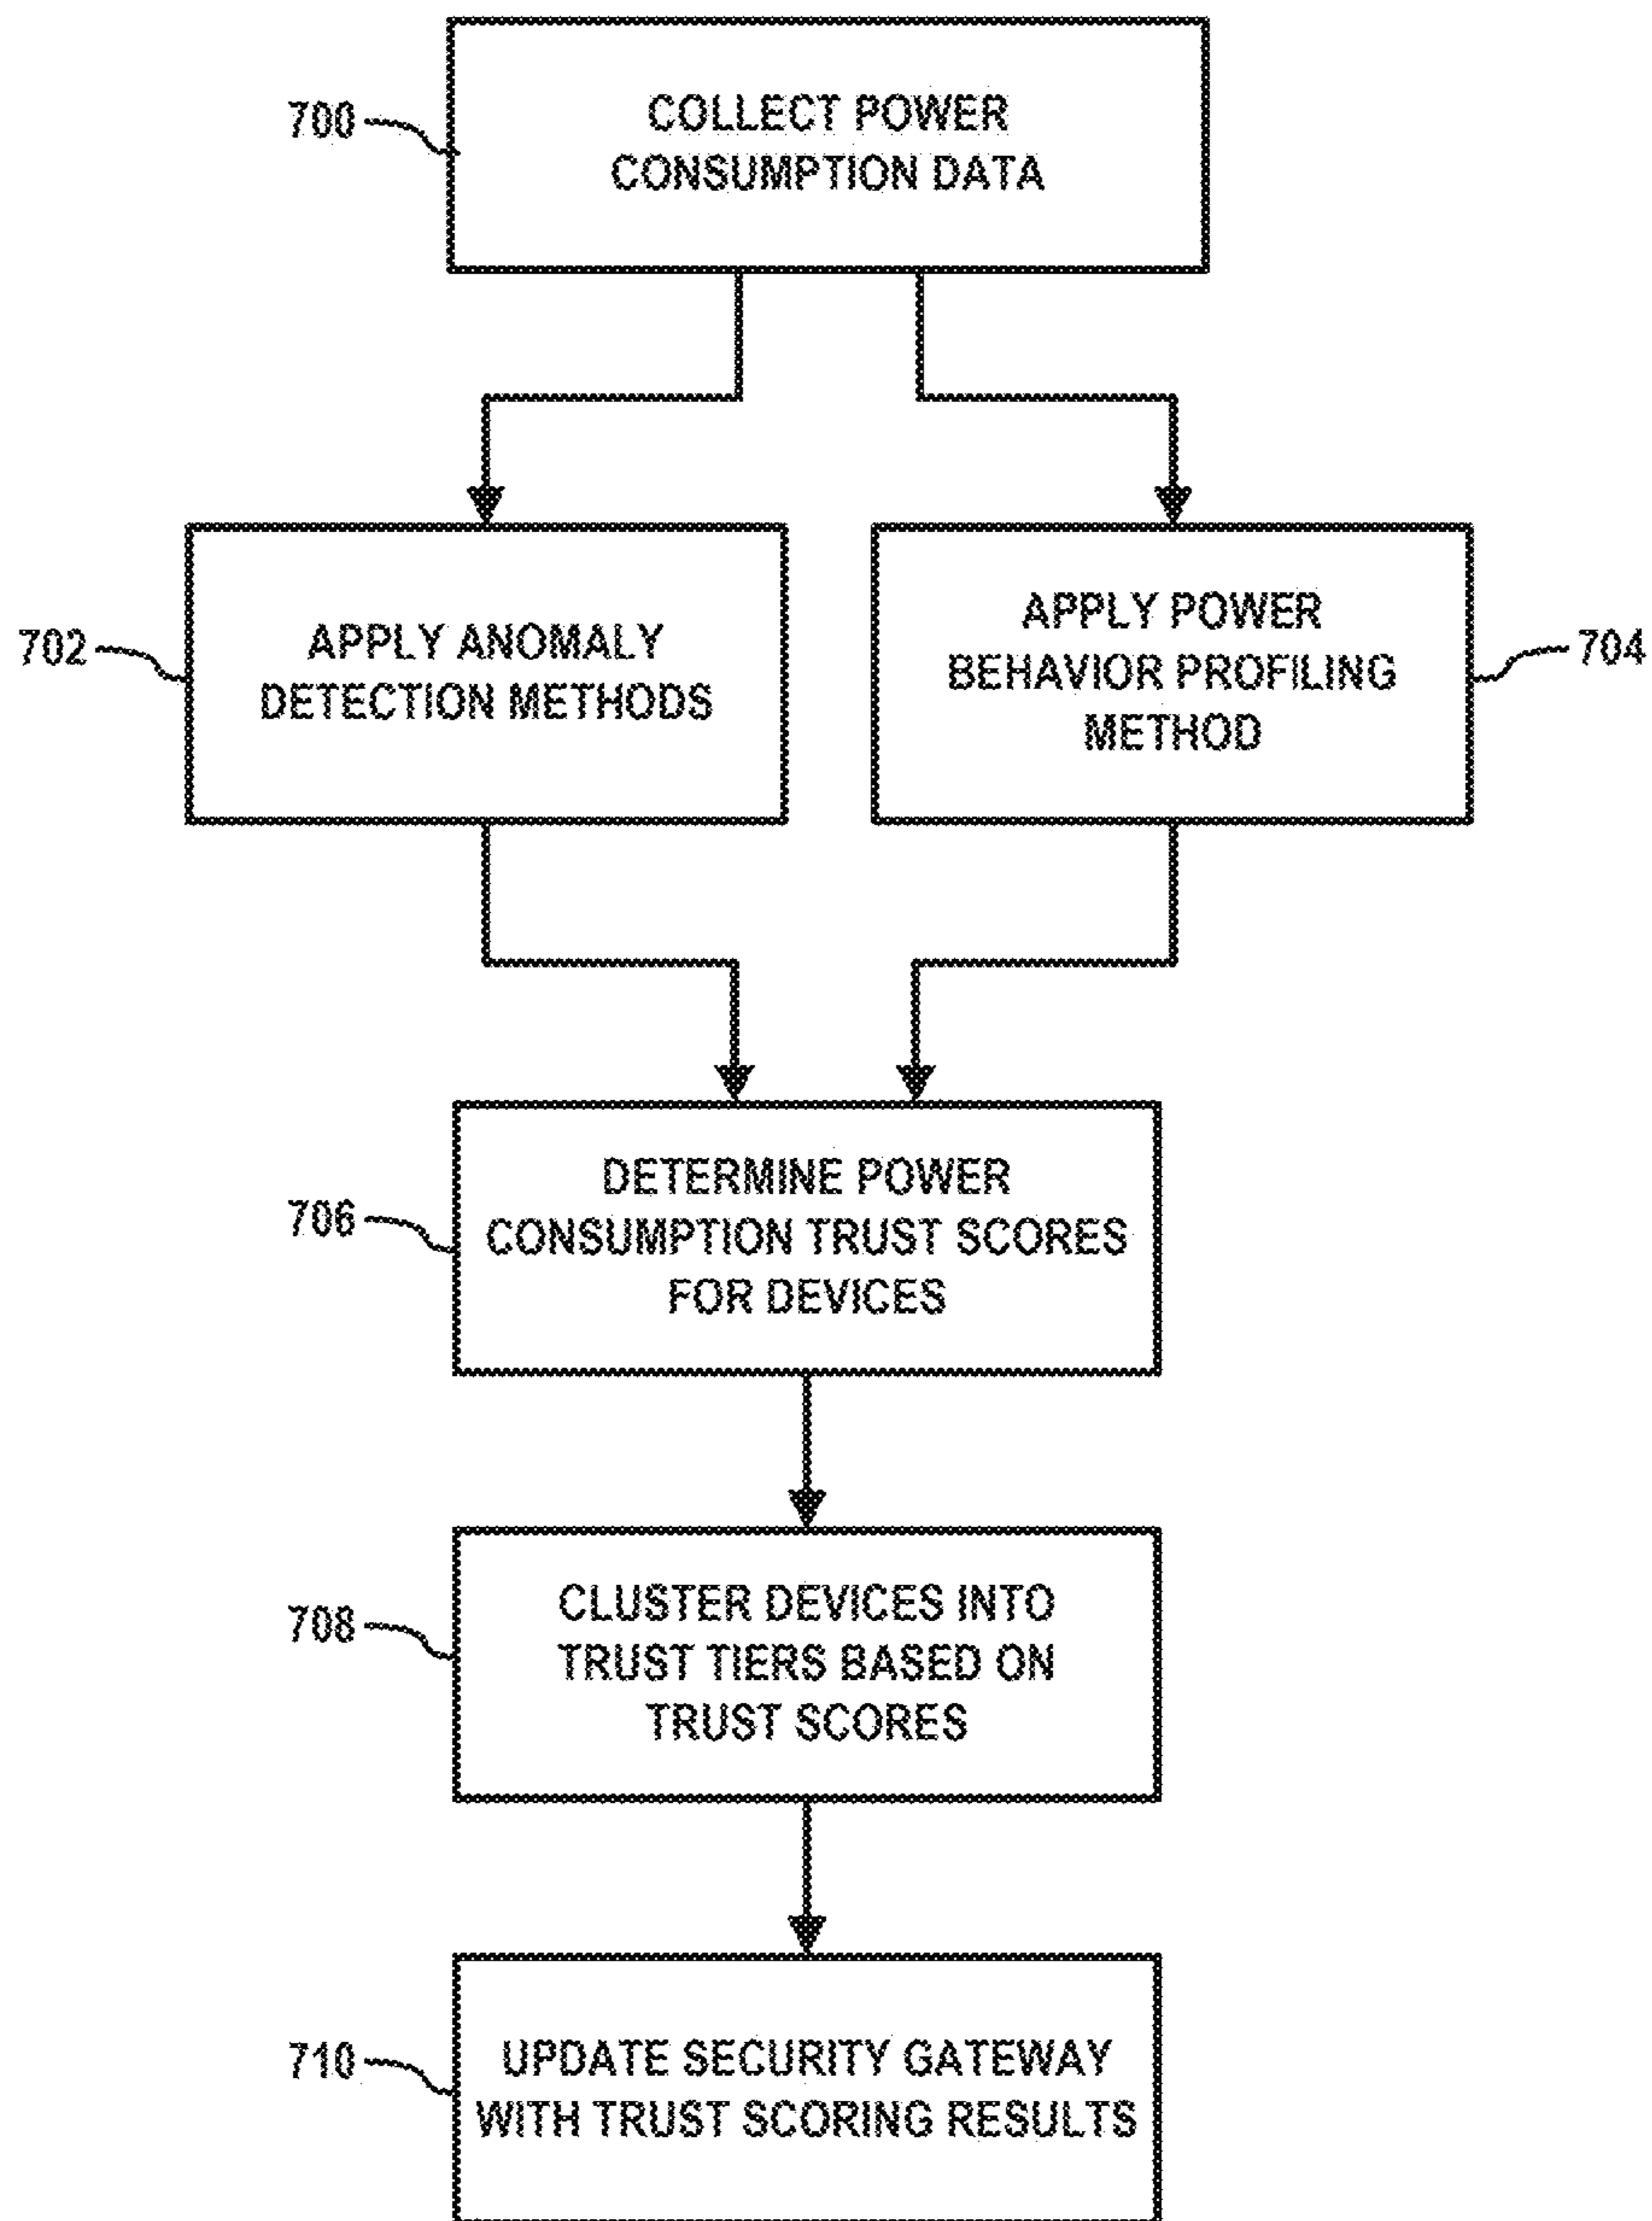 700
COLLECT POWER
CONSUMPTION DATA
702
APPLY ANOMALY
DETECTION METHODS
APPLY POWER
BEHAVIOR PROFILING
METHOD
704
706
DETERMINE POWER
CONSUMPTION TRUST SCORES
FOR DEVICES
708
CLUSTER DEVICES INTO
TRUST TIERS BASED ON
TRUST SCORES
710
UPDATE SECURITY GATEWAY
WITH TRUST SCORING RESULTS